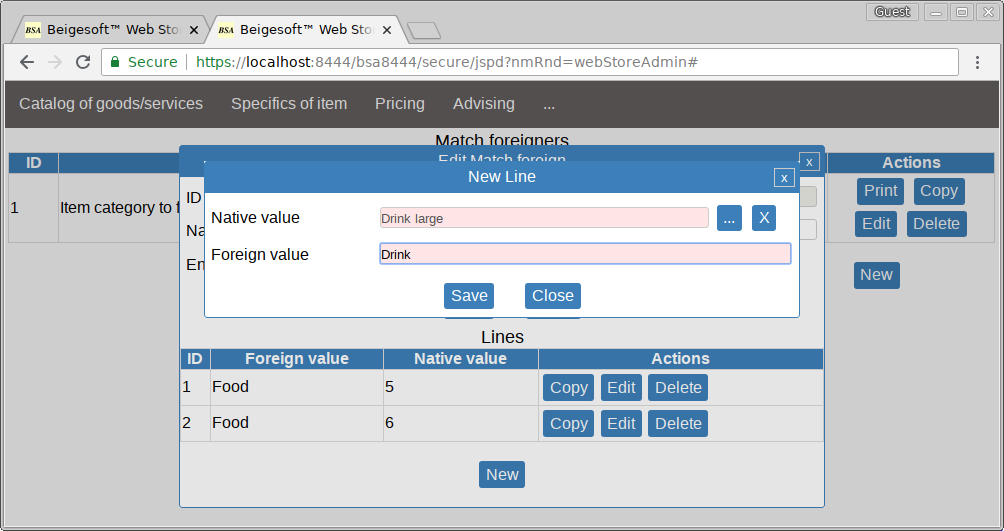 Guest
BSA Beigesoft™ Web Sto
BSA Beigesoft™ Web Sto
Secure https://localhost:8444/bsa8444/secure/jspd?nmRnd=webStoreAdmin#
Catalog of goods/services Specifics of item Pricing Advising ...
Match foreigners
ID Actions
1 Item category to f Print Copy
Edit Delete
New
Edit Match foreign x
ID
Na
En
New Line x
Native value Drink large ... X
Foreign value Drink
Save Close
Lines
ID Foreign value Native value Actions
1 Food 5 Copy Edit Delete
2 Food 6 Copy Edit Delete
New